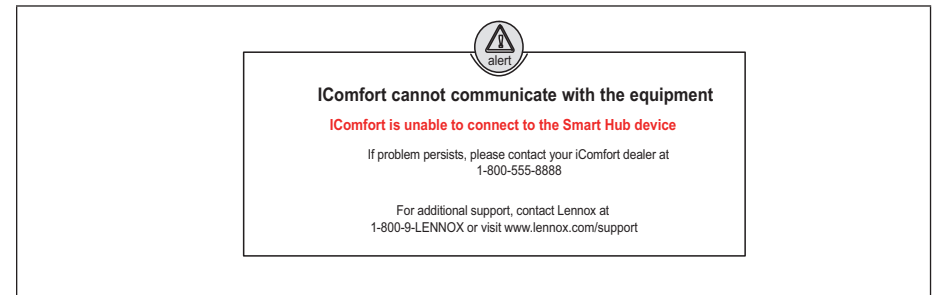 alert
IComfort cannot communicate with the equipment
IComfort is unable to connect to the Smart Hub device
If problem persists, please contact your iComfort dealer at
1-800-555-8888
For additional support, contact Lennox at
1-800-9-LENNOX or visit www.lennox.com/support